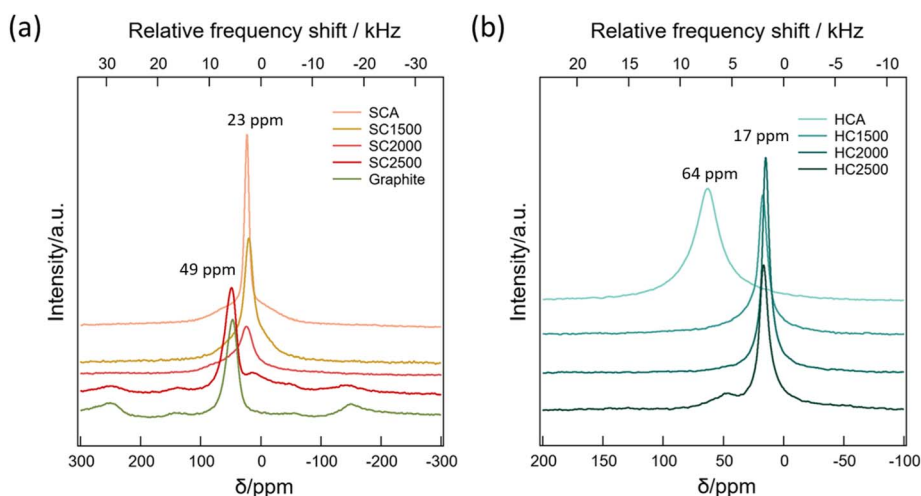 (a)
Relative frequency shift / kHz
30 20 10 0 -10 -20 -30
SCA
SC1500
SC2000
SC2500
Graphite
23 ppm
49 ppm
Intensity/a.u.
300 200 100 0 -100 -200 -300
δ/ppm
(b)
Relative frequency shift / kHz
20 15 10 5 0 -5 -10
HCA
HC1500
HC2000
HC2500
17 ppm
64 ppm
Intensity/a.u.
200 150 100 50 0 -50 -100
δ/ppm